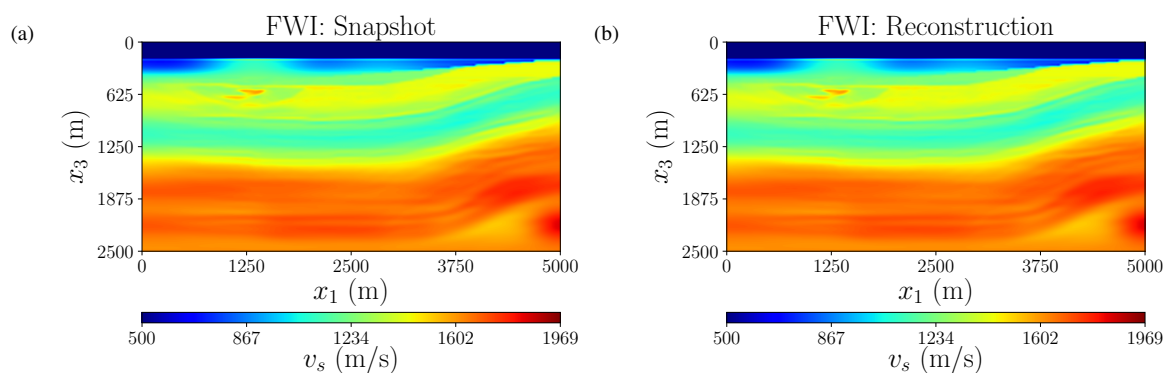 (a)
FWI: Snapshot
0
625
1250
1875
2500
x₃ (m)
0 1250 2500 3750 5000
x₁ (m)
500 867 1234 1602 1969
vₛ (m/s)
(b)
FWI: Reconstruction
0
625
1250
1875
2500
x₃ (m)
0 1250 2500 3750 5000
x₁ (m)
500 867 1234 1602 1969
vₛ (m/s)